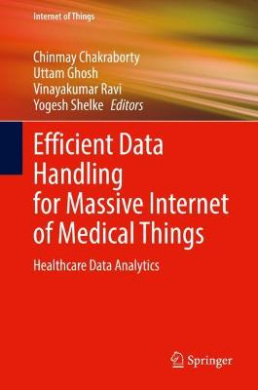 Internet of Things
Chinmay Chakraborty
Uttam Ghosh
Vinayakumar Ravi
Yogesh Shelke Editors
Efficient Data
Handling
for Massive Internet
of Medical Things
Healthcare Data Analytics
Springer